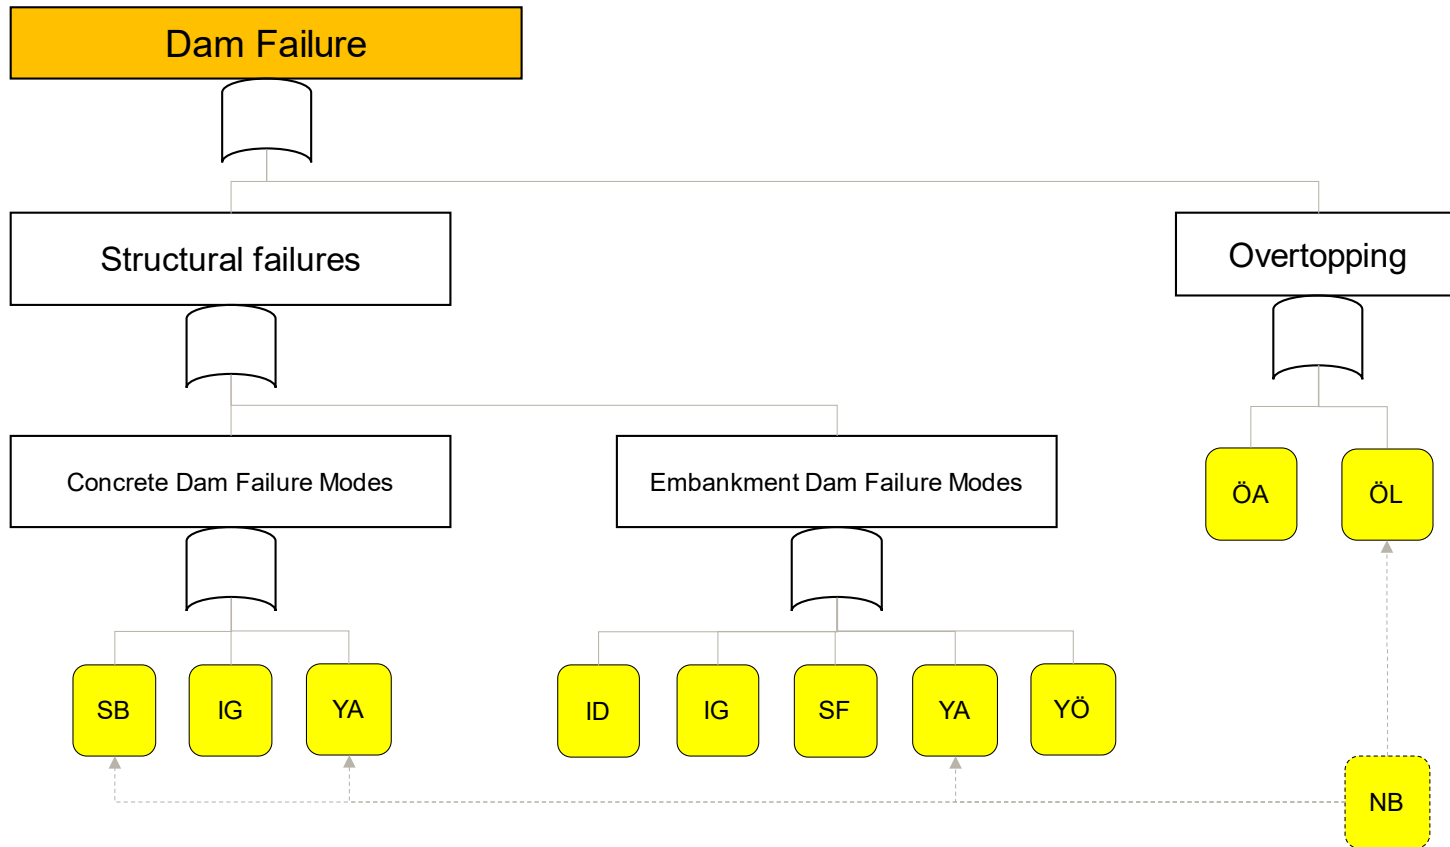 Dam Failure
Structural failures
Overtopping
Concrete Dam Failure Modes
Embankment Dam Failure Modes
ÖA
ÖL
SB
IG
YA
ID
IG
SF
YA
YÖ
NB